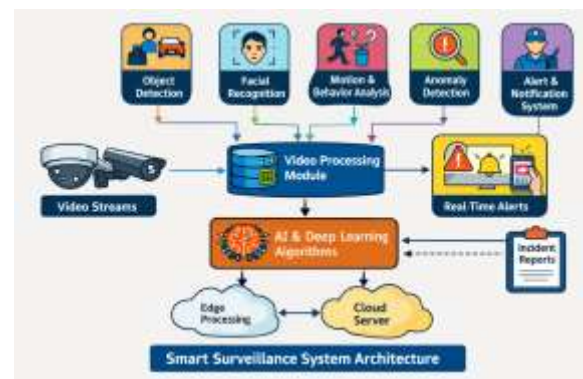 Object
Detection
Facial
Recognition
Motion &
Behavior Analysis
Anomaly
Detection
Alert &
Notification
System
Video Streams
Video Processing
Module
Real Time Alerts
AI & Deep Learning
Algorithms
Incident
Reports
Edge
Processing
Cloud
Server
Smart Surveillance System Architecture